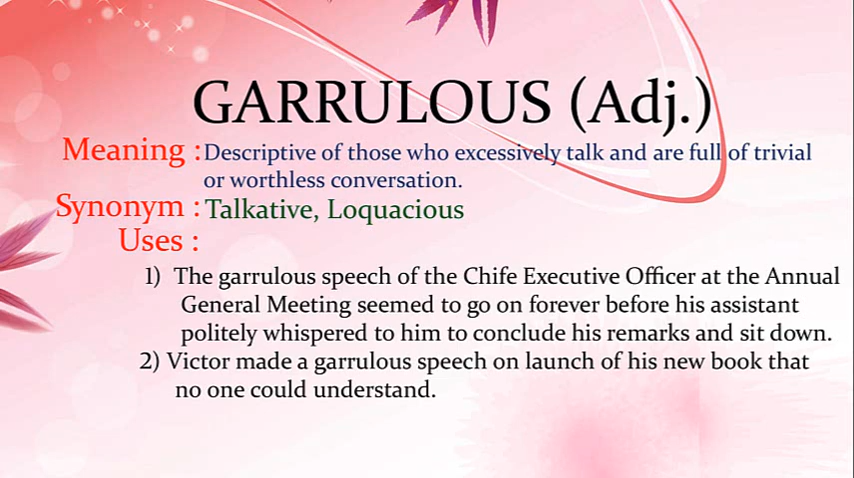 GARRULOUS (Adj.)
Meaning : Descriptive of those who excessively talk and are full of trivial
or worthless conversation.
Synonym : Talkative, Loquacious
Uses :
1) The garrulous speech of the Chife Executive Officer at the Annual
General Meeting seemed to go on forever before his assistant
politely whispered to him to conclude his remarks and sit down.
2) Victor made a garrulous speech on launch of his new book that
no one could understand.